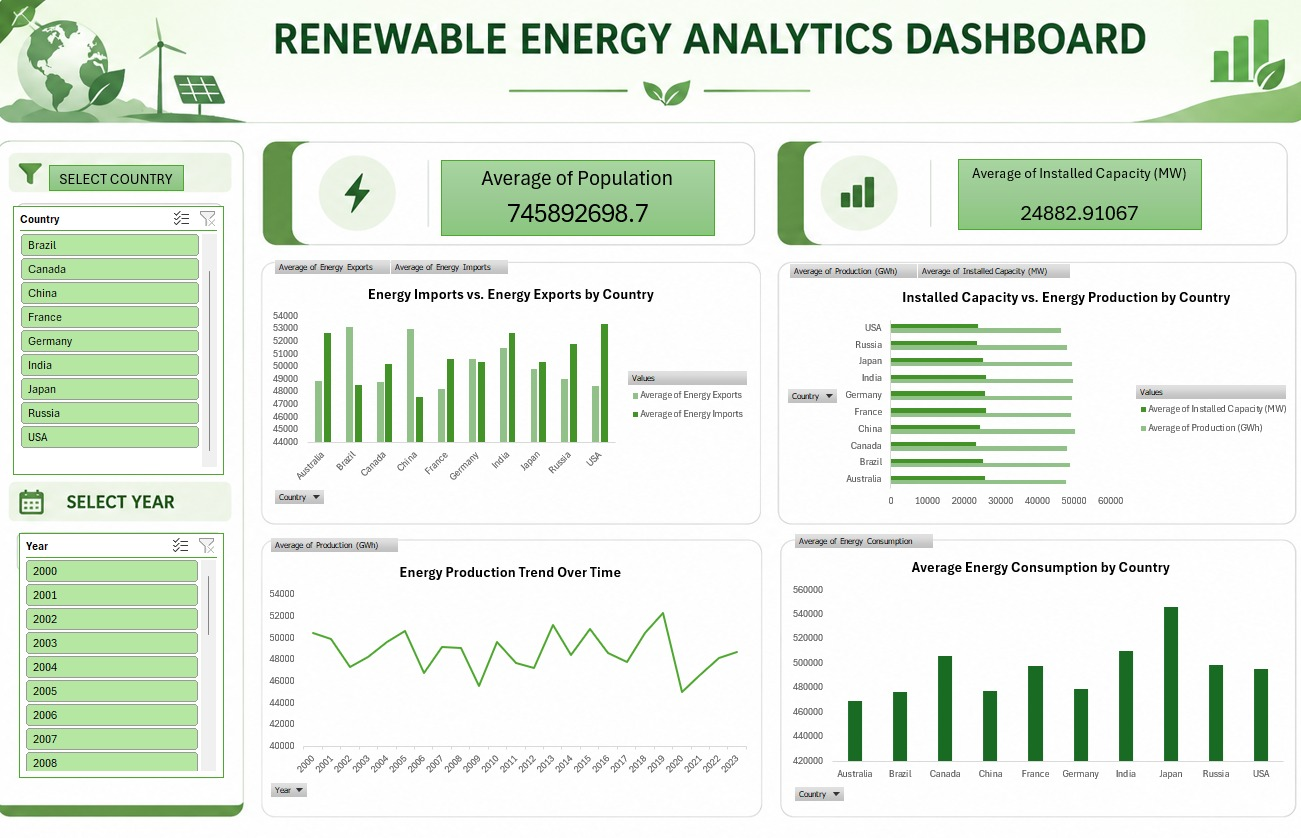 RENEWABLE ENERGY ANALYTICS DASHBOARD
SELECT COUNTRY
Country
Brazil
Canada
China
France
Germany
India
Japan
Russia
USA
SELECT YEAR
Year
2000
2001
2002
2003
2004
2005
2006
2007
2008
Average of Population
745892698.7
Average of Installed Capacity (MW)
24882.91067
Average of Energy Exports
Average of Energy Imports
Energy Imports vs. Energy Exports by Country
54000
53000
52000
51000
50000
49000
48000
47000
46000
45000
44000
Australia
Brazil
Canada
China
France
Germany
India
Japan
Russia
USA
Values
Average of Energy Exports
Average of Energy Imports
Country
Average of Production (GWh)
Average of Installed Capacity (MW)
Installed Capacity vs. Energy Production by Country
USA
Russia
Japan
India
Germany
France
China
Canada
Brazil
Australia
0
10000
20000
30000
40000
50000
60000
Country
Values
Average of Installed Capacity (MW)
Average of Production (GWh)
Average of Production (GWh)
Energy Production Trend Over Time
54000
52000
50000
48000
46000
44000
42000
40000
2000
2001
2002
2003
2004
2005
2006
2007
2008
2009
2010
2011
2012
2013
2014
2015
2016
2017
2018
2019
2020
2021
2022
2023
Year
Average of Energy Consumption
Average Energy Consumption by Country
560000
540000
520000
500000
480000
460000
440000
420000
Australia
Brazil
Canada
China
France
Germany
India
Japan
Russia
USA
Country